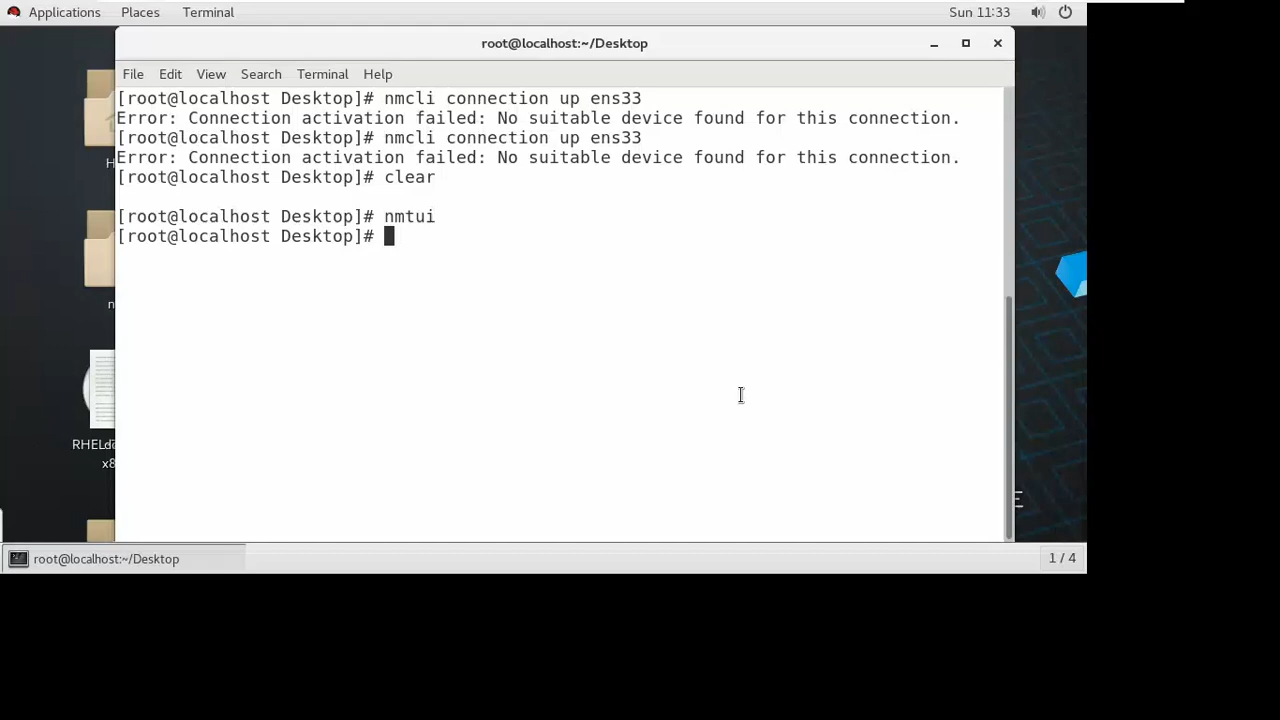 Applications Places Terminal Sun 11:33
root@localhost:~/Desktop
File Edit View Search Terminal Help
[root@localhost Desktop]# nmcli connection up ens33
Error: Connection activation failed: No suitable device found for this connection.
[root@localhost Desktop]# nmcli connection up ens33
Error: Connection activation failed: No suitable device found for this connection.
[root@localhost Desktop]# clear
[root@localhost Desktop]# nmtui
[root@localhost Desktop]#
H
n
RHELdo
x8
E
root@localhost:~/Desktop 1 / 4